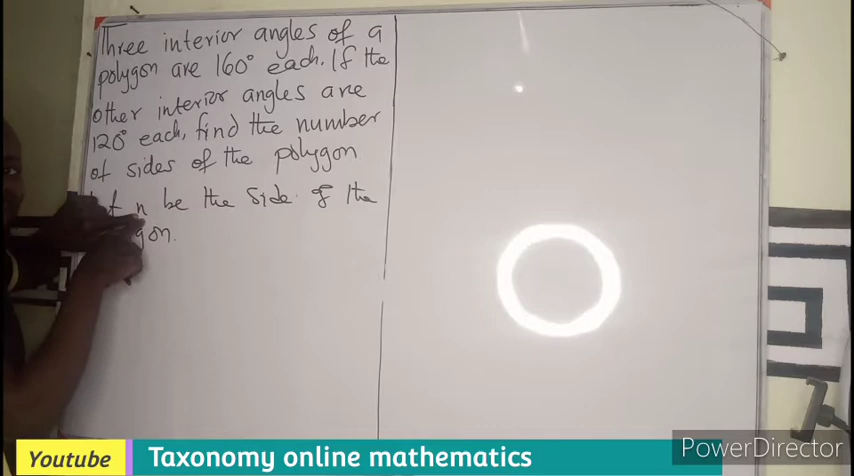 Three interior angles of a
polygon are 160° each. If the
other interior angles are
120° each, find the number
of sides of the polygon
n be the side of the
gon.
Youtube Taxonomy online mathematics
PowerDirector